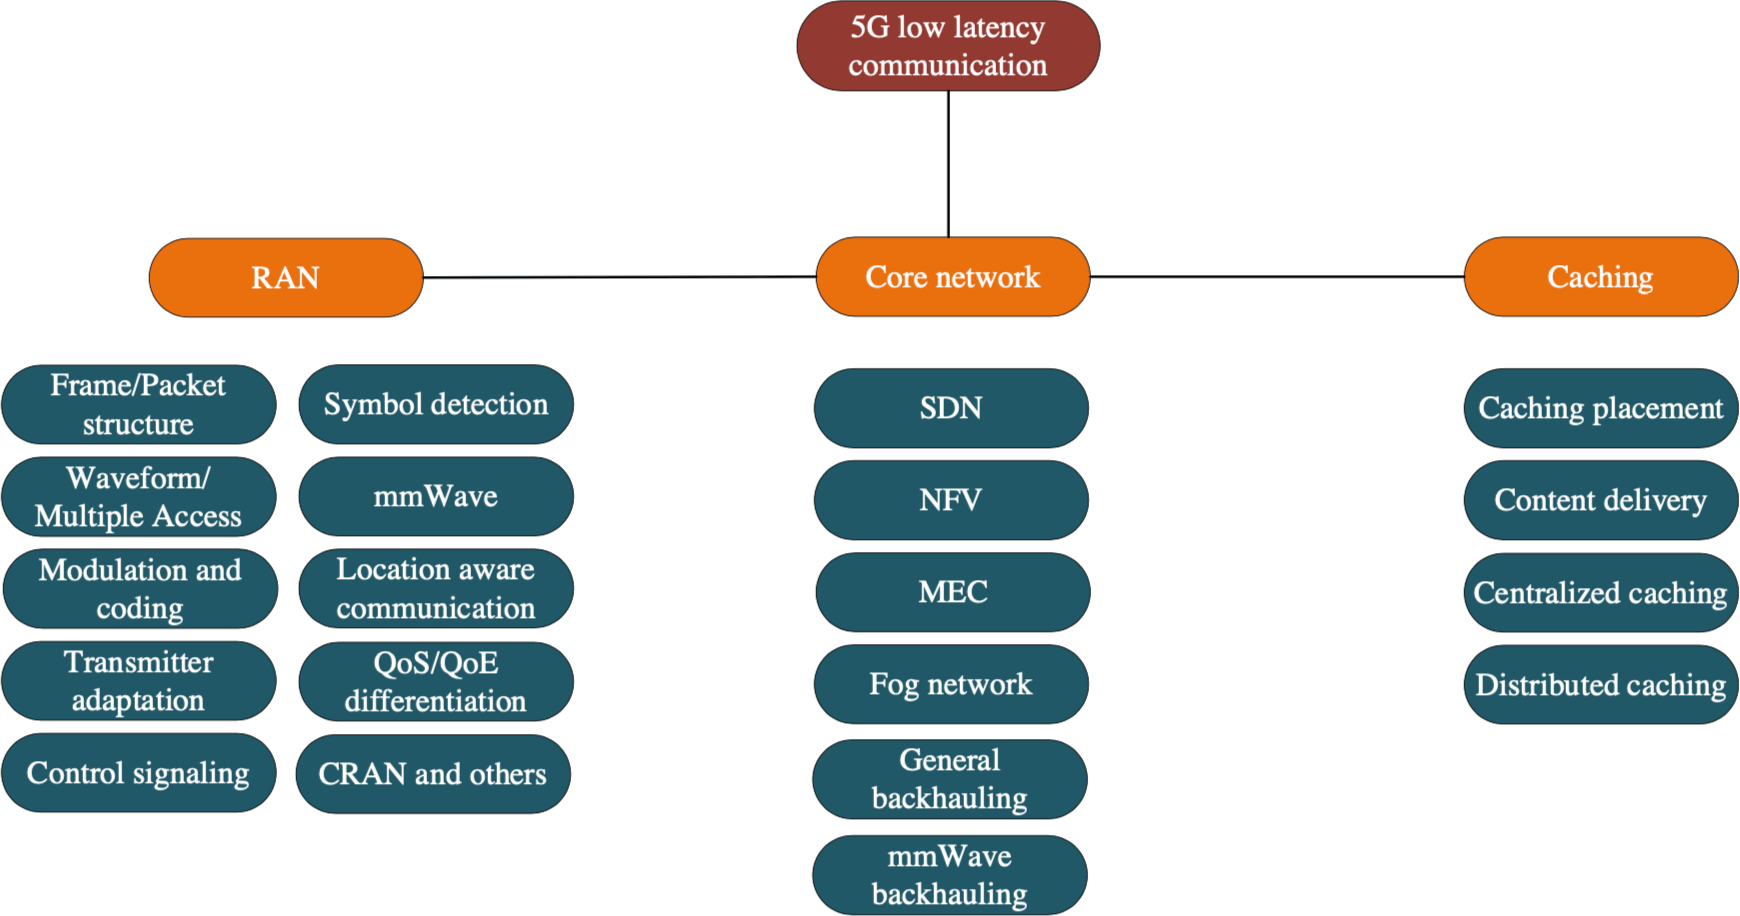 5G low latency
communication
RAN
Core network
Caching
Frame/Packet
structure
Waveform/
Multiple Access
Modulation and
coding
Transmitter
adaptation
Control signaling
Symbol detection
mmWave
Location aware
communication
QoS/QoE
differentiation
CRAN and others
SDN
NFV
MEC
Fog network
General
backhauling
mmWave
backhauling
Caching placement
Content delivery
Centralized caching
Distributed caching